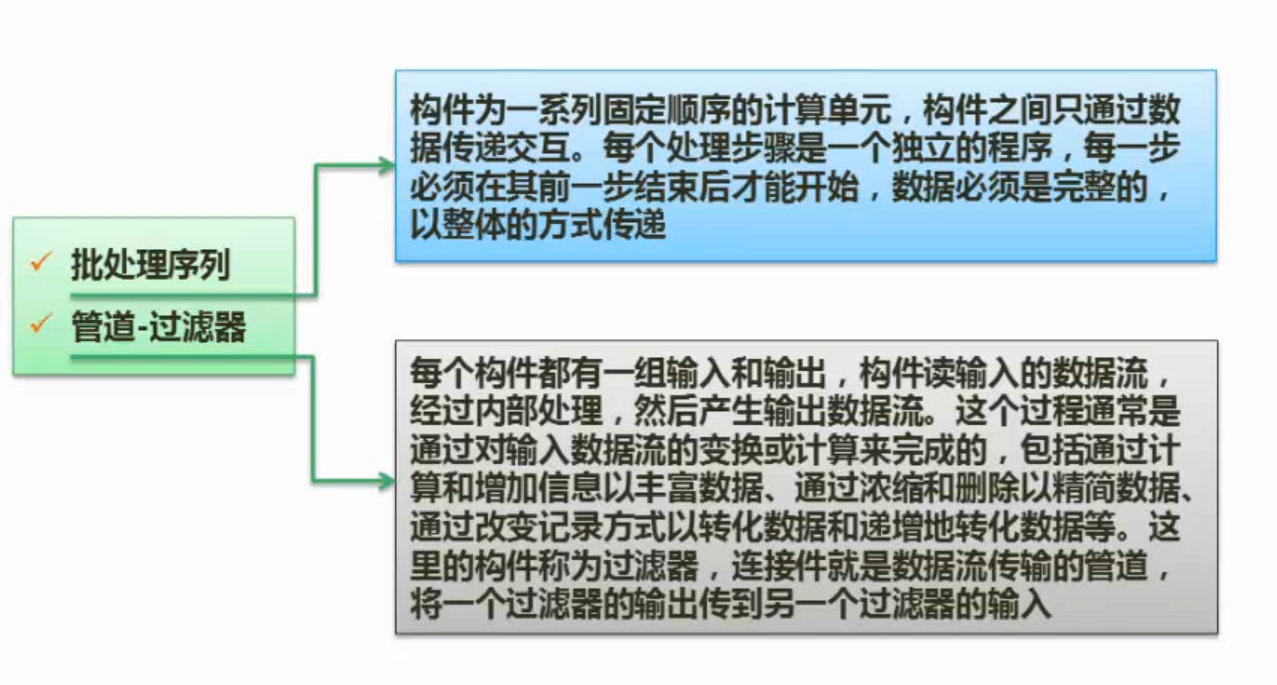 构件为一系列固定顺序的计算单元，构件之间只通过数
据传递交互。每个处理步骤是一个独立的程序，每一步
必须在其前一步结束后才能开始，数据必须是完整的，
以整体的方式传递
批处理序列
管道-过滤器
每个构件都有一组输入和输出，构件读输入的数据流，
经过内部处理，然后产生输出数据流。这个过程通常是
通过对输入数据流的变换或计算来完成的，包括通过计
算和增加信息以丰富数据、通过浓缩和删除以精简数据、
通过改变记录方式以转化数据和递增地转化数据等。这
里的构件称为过滤器，连接件就是数据流传输的管道，
将一个过滤器的输出传到另一个过滤器的输入